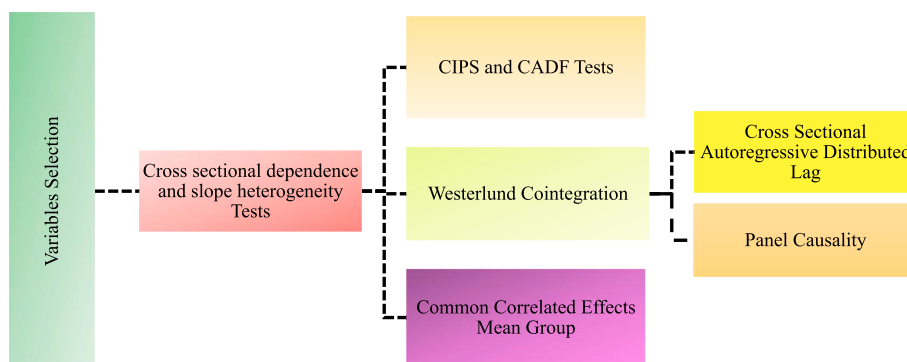 Variables Selection
Cross sectional dependence
and slope heterogeneity
Tests
CIPS and CADF Tests
Westerlund Cointegration
Common Correlated Effects
Mean Group
Cross Sectional
Autoregressive Distributed
Lag
Panel Causality